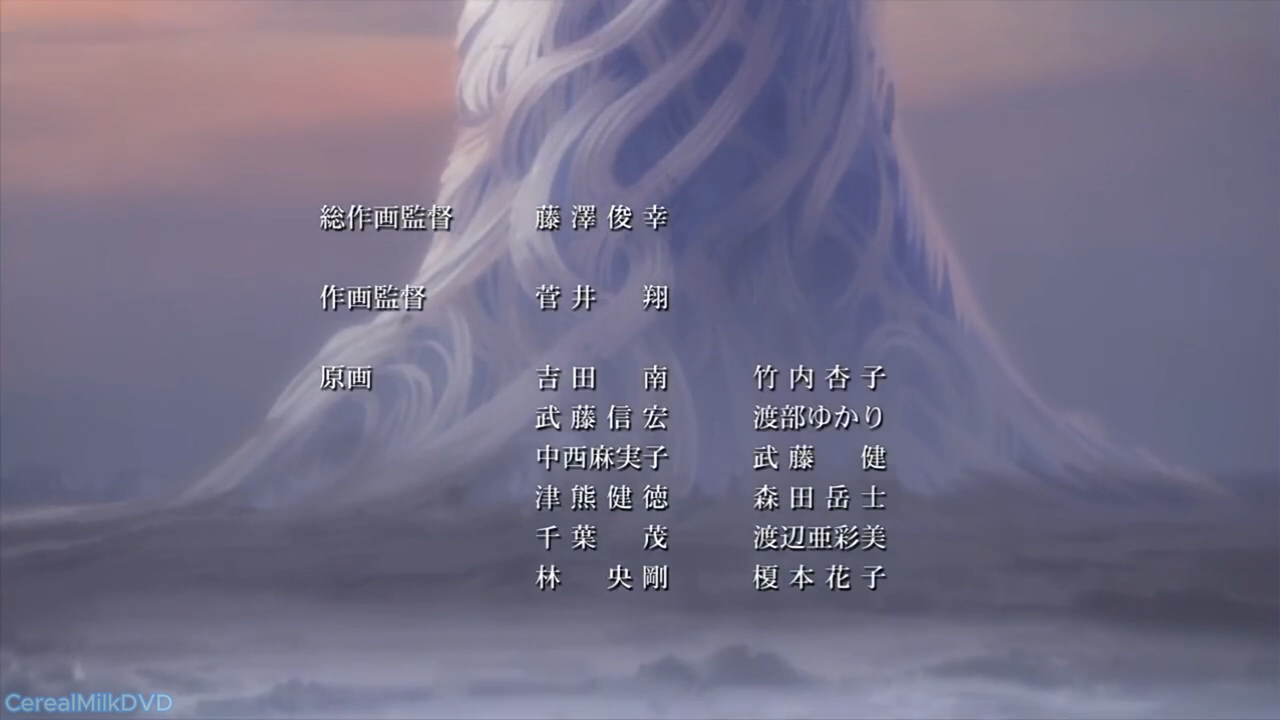 総作画監督 藤澤俊幸
作画監督 菅井 翔
原画 吉田 南 竹内杏子
武藤信宏 渡部ゆかり
中西麻実子 武藤 健
津熊健徳 森田岳士
千葉 茂 渡辺亜彩美
林 央剛 榎本花子
CerealMilkDVD